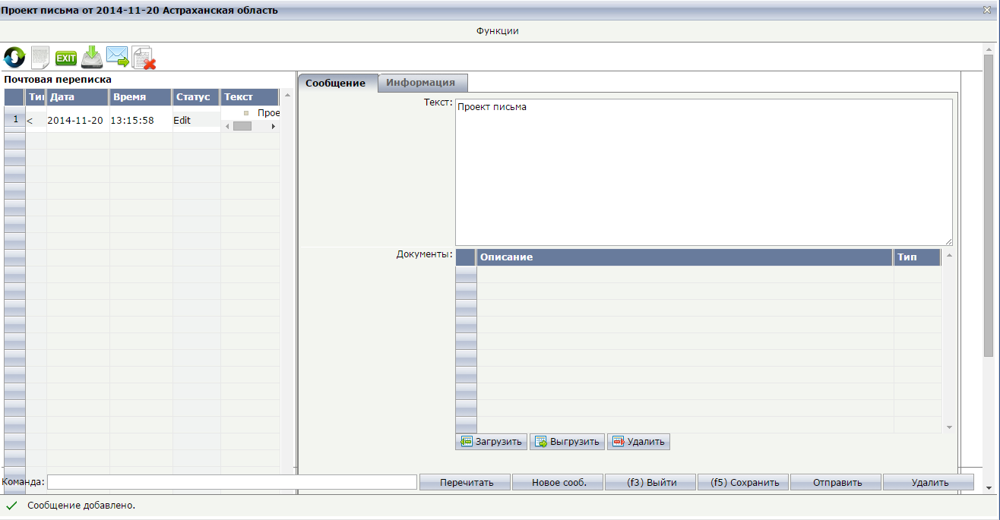 Проект письма от 2014-11-20 Астраханская область
Функции
EXIT
Почтовая переписка
Тип Дата Время Статус Текст
1 < 2014-11-20 13:15:58 Edit Прое
Сообщение Информация
Текст: Проект письма
Документы: Описание Тип
Загрузить Выгрузить Удалить
Команда: Перечитать Новое сооб. (f3) Выйти (f5) Сохранить Отправить Удалить
Сообщение добавлено.